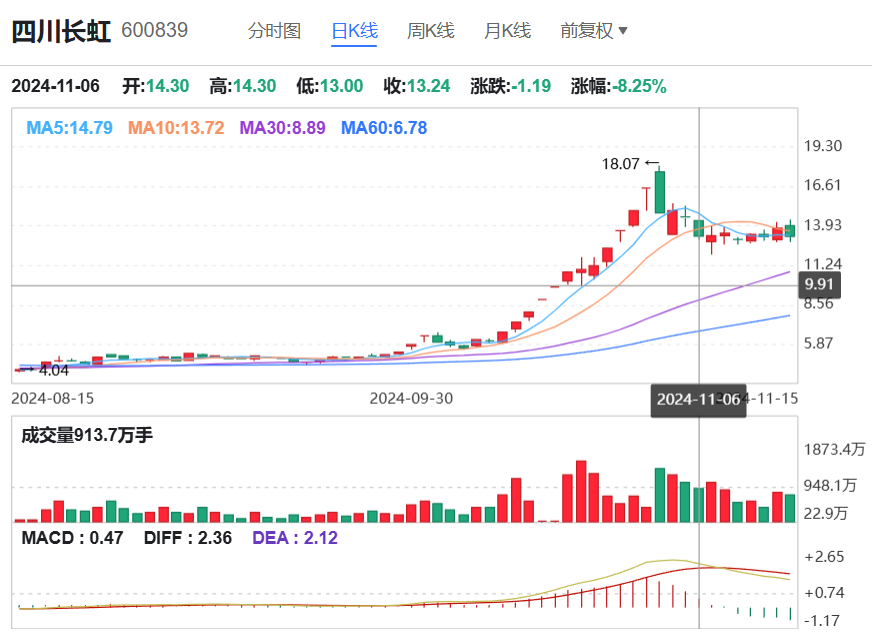 四川长虹 600839 分时图 日K线 周K线 月K线 前复权▼
2024-11-06 开:14.30 高:14.30 低:13.00 收:13.24 涨跌:-1.19 涨幅:-8.25%
MA5:14.79 MA10:13.72 MA30:8.89 MA60:6.78
19.30
18.07←
16.61
13.93
11.24
9.91
8.56
5.87
→4.04
2024-08-15 2024-09-30 2024-11-06 4-11-15
成交量913.7万手
1873.4万
948.1万
22.9万
MACD : 0.47 DIFF : 2.36 DEA : 2.12
+2.65
+0.74
-1.17